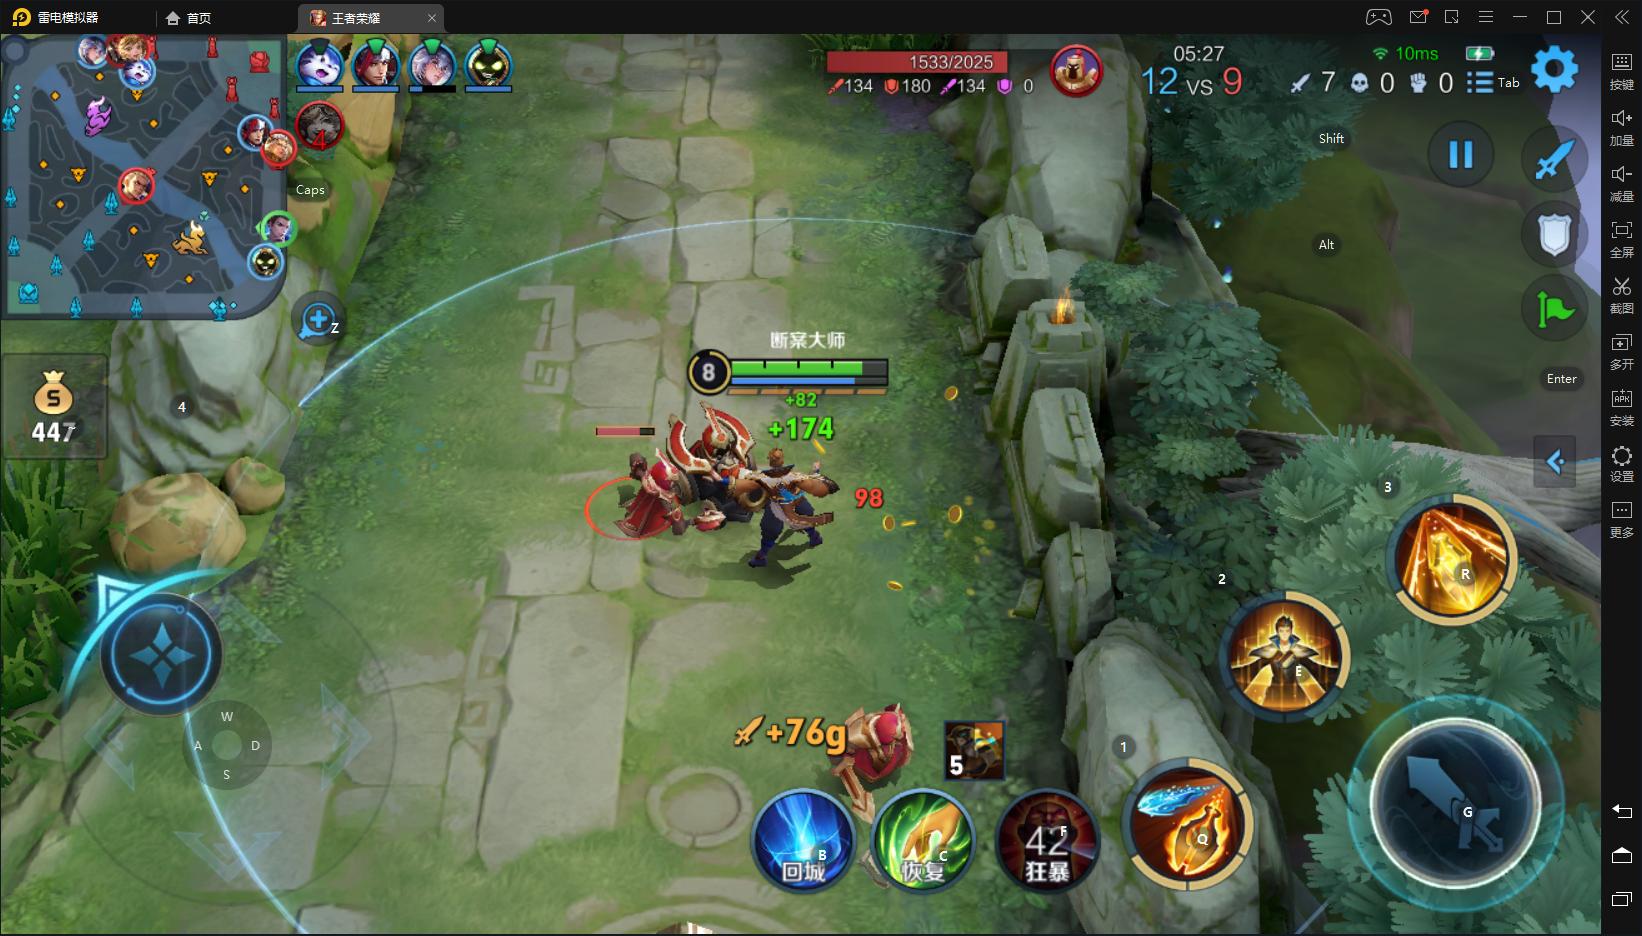 雷电模拟器
首页
王者荣耀
1533/2025
134 180 134 0
05:27
12 VS 9
10ms
7 0 0 Tab
Shift
Caps
Alt
Z
4
4
S
447
Enter
断案大师
8
+82
+174
98
3
R
2
E
W
A D
S
+76g
5
1
B
回城
C
恢复
42
F
狂暴
Q
G
按键
加量
减量
全屏
截图
多开
APK
安装
设置
更多